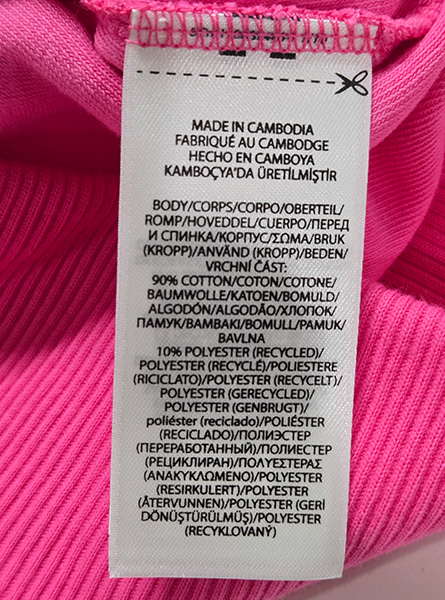 MADE IN CAMBODIA
FABRIQUÉ AU CAMBODGE
HECHO EN CAMBOYA
KAMBOÇYA'DA ÜRETİLMİŞTİR
BODY/CORPS/CORPO/OBERTEIL/
ROMP/HOVEDDEL/CUERPO/ПЕРЕД
И СПИНКА/КОРПУС/ΣΩΜΑ/BRUK
(KROPP)/ANVÄND (KROPP)/BEDEN/
VRCHNÍ ČÁST:
90% COTTON/COTON/COTONE/
BAUMWOLLE/KATOEN/BOMULD/
ALGODÓN/ALGODÃO/ХЛОПОК/
ПАМУК/ΒΑΜΒΑΚΙ/BOMULL/PAMUK/
BAVLNA
10% POLYESTER (RECYCLED)/
POLYESTER (RECYCLÉ)/POLIESTERE
(RICICLATO)/POLYESTER (RECYCELT)/
POLYESTER (GERECYCLED)/
POLYESTER (GENBRUGT)/
poliéster (reciclado)/POLIÉSTER
(RECICLADO)/ПОЛИЭСТЕР
(ПЕРЕРАБОТАННЫЙ)/ПОЛИЕСТЕР
(РЕЦИКЛИРАН)/ΠΟΛΥΕΣΤΕΡΑΣ
(ΑΝΑΚΥΚΛΩΜΕΝΟ)/POLYESTER
(RESIRKULERT)/POLYESTER
(ÅTERVUNNEN)/POLYESTER (GERİ
DÖNÜŞTÜRÜLMÜŞ)/POLYESTER
(RECYKLOVANÝ)